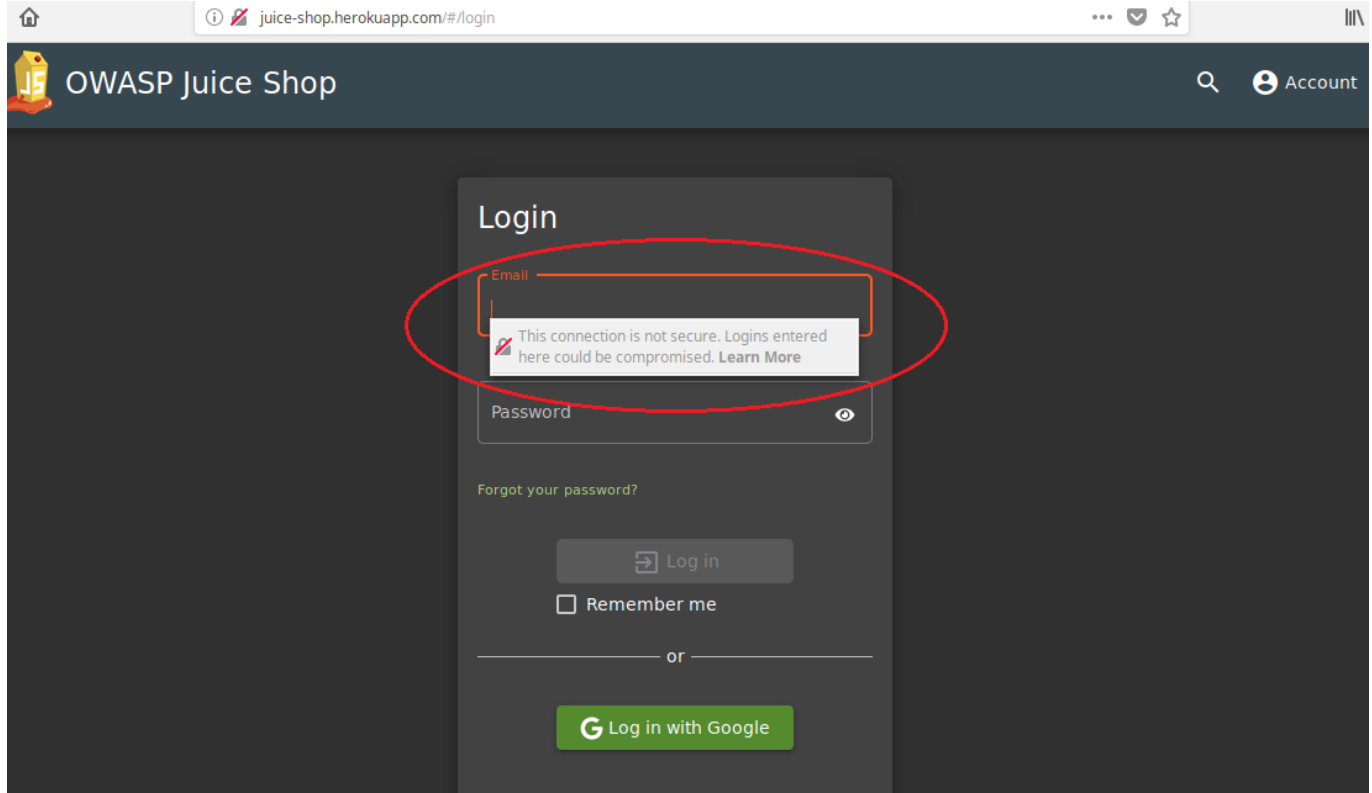 juice-shop.herokuapp.com/#/login
JS
OWASP Juice Shop
Account
Login
Email
This connection is not secure. Logins entered
here could be compromised. Learn More
Password
Forgot your password?
Log in
Remember me
or
G Log in with Google